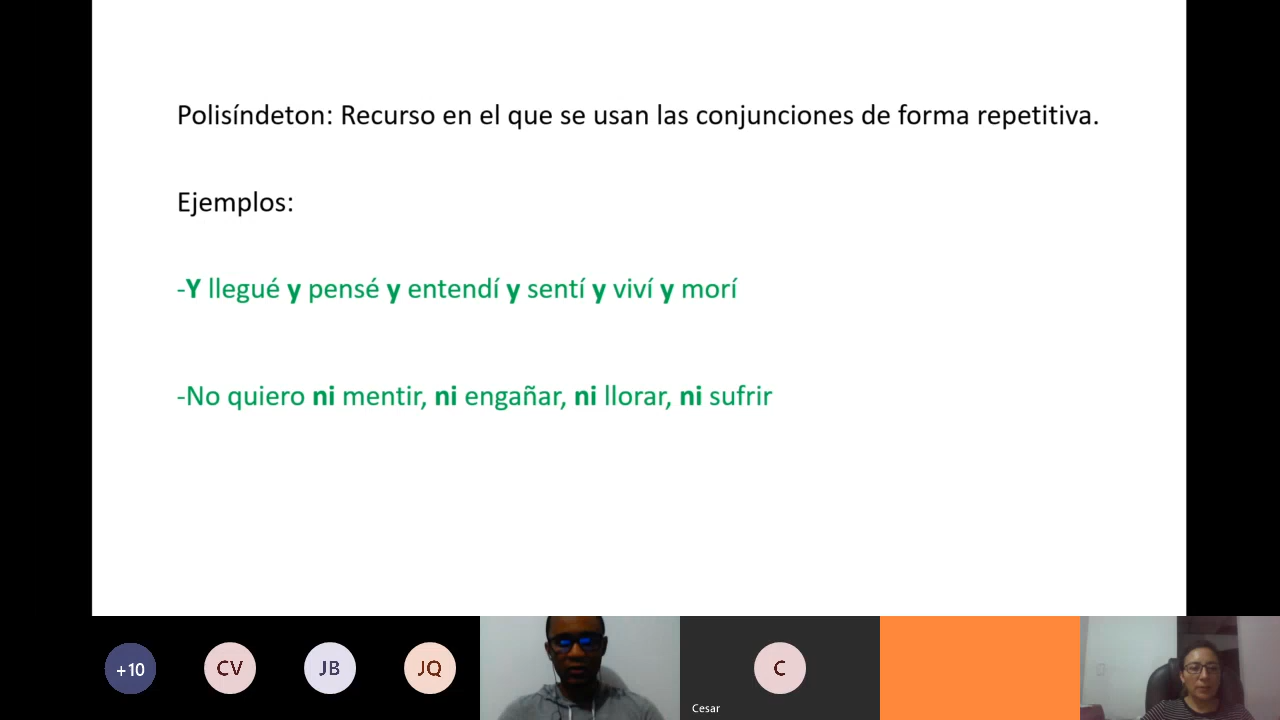 Polisíndeton: Recurso en el que se usan las conjunciones de forma repetitiva.
Ejemplos:
-Y llegué y pensé y entendí y sentí y viví y morí
-No quiero ni mentir, ni engañar, ni llorar, ni sufrir
+10
CV
JB
JQ
C
Cesar